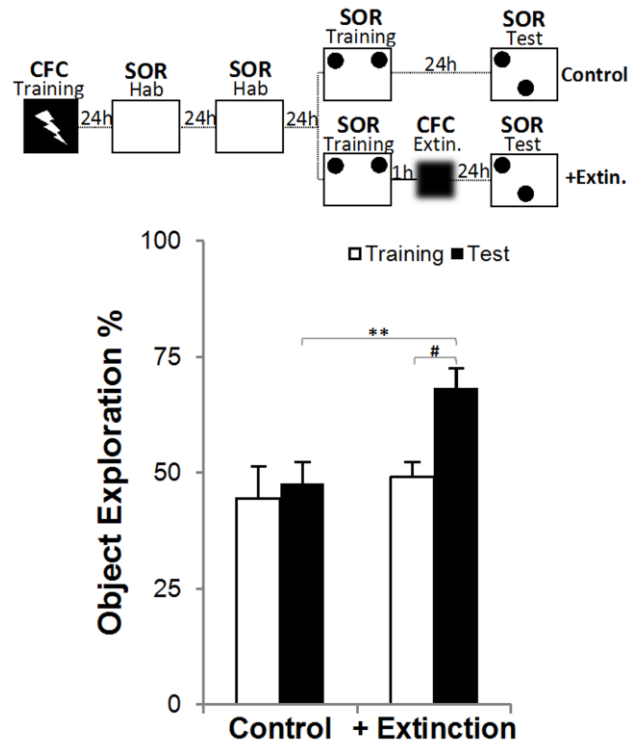 CFC
Training
24h
SOR
Hab
24h
SOR
Hab
24h
SOR
Training
24h
SOR
Test
Control
SOR
Training
1h
CFC
Extin.
24h
SOR
Test
+Extin.
100
75
50
25
0
Object Exploration %
Training
Test
**
#
Control
+ Extinction